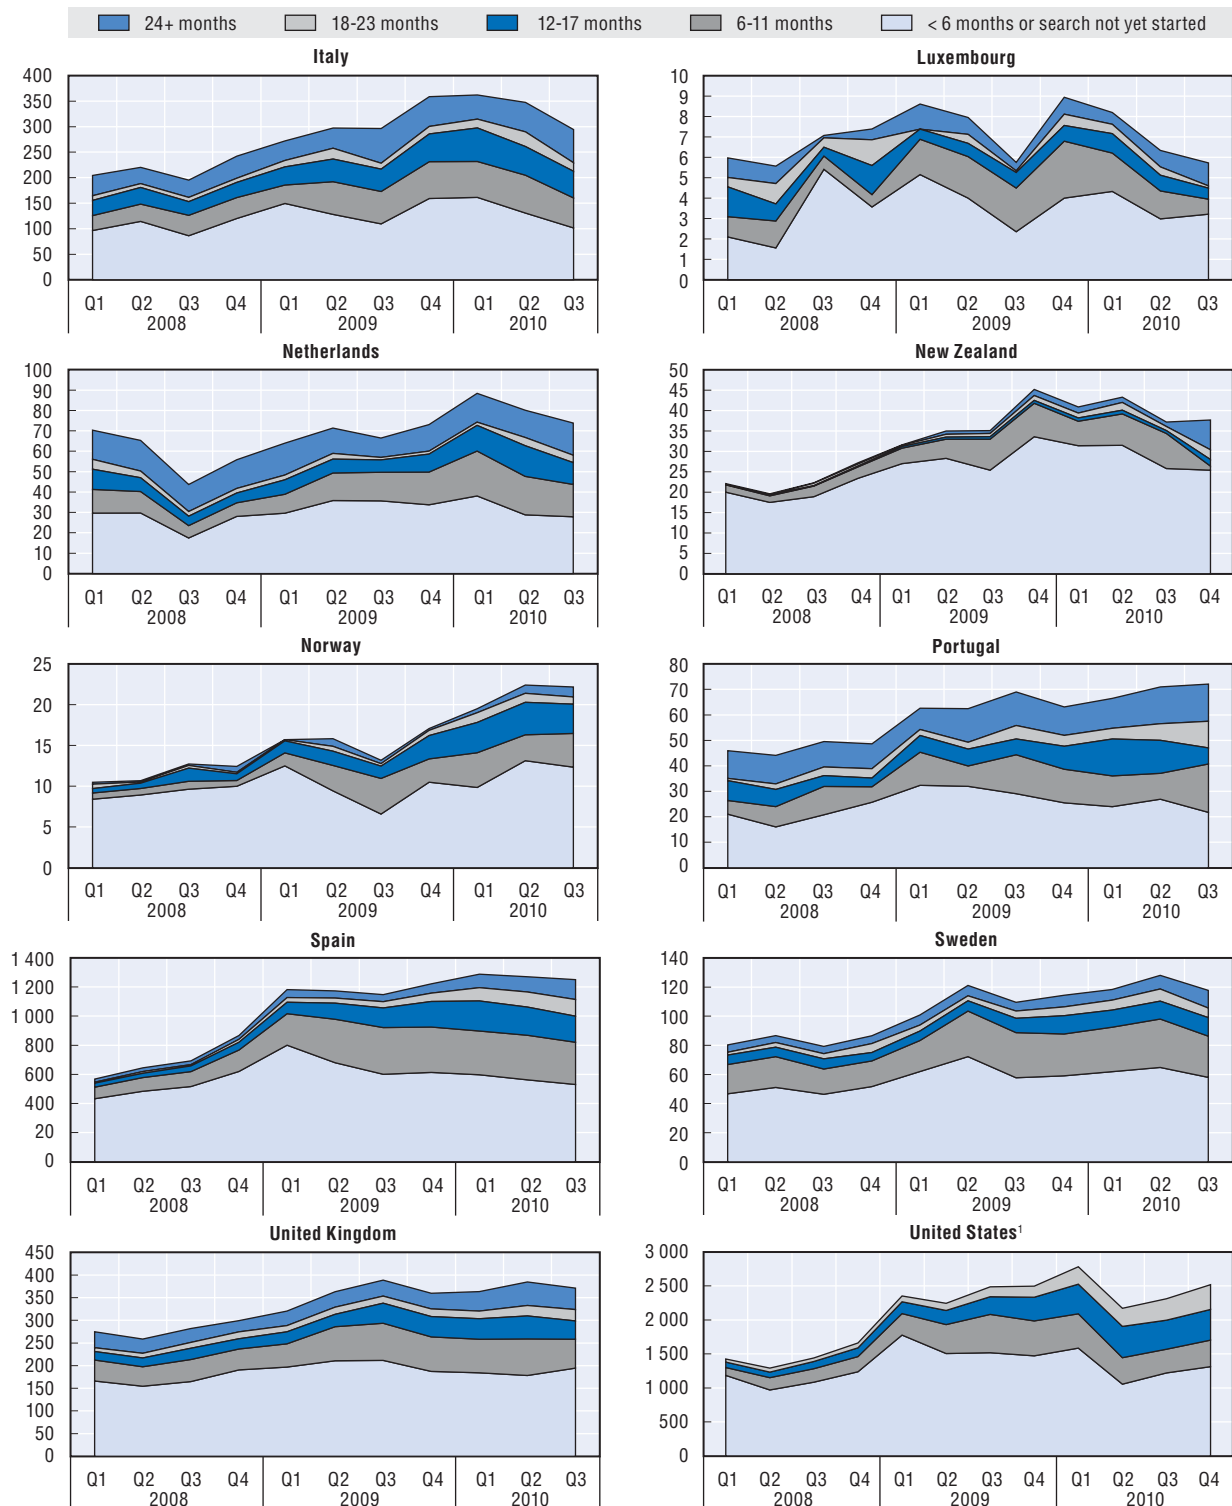 24+ months 18-23 months 12-17 months 6-11 months < 6 months or search not yet started
Italy
400
350
300
250
200
150
100
50
0
Q1 Q2 Q3 Q4 Q1 Q2 Q3 Q4 Q1 Q2 Q3
2008 2009 2010
Luxembourg
10
9
8
7
6
5
4
3
2
1
0
Q1 Q2 Q3 Q4 Q1 Q2 Q3 Q4 Q1 Q2 Q3
2008 2009 2010
Netherlands
100
90
80
70
60
50
40
30
20
10
0
Q1 Q2 Q3 Q4 Q1 Q2 Q3 Q4 Q1 Q2 Q3
2008 2009 2010
New Zealand
50
45
40
35
30
25
20
15
10
5
0
Q1 Q2 Q3 Q4 Q1 Q2 Q3 Q4 Q1 Q2 Q3 Q4
2008 2009 2010
Norway
25
20
15
10
5
0
Q1 Q2 Q3 Q4 Q1 Q2 Q3 Q4 Q1 Q2 Q3
2008 2009 2010
Portugal
80
70
60
50
40
30
20
10
0
Q1 Q2 Q3 Q4 Q1 Q2 Q3 Q4 Q1 Q2 Q3
2008 2009 2010
Spain
1 400
1 200
1 000
800
600
400
20
0
Q1 Q2 Q3 Q4 Q1 Q2 Q3 Q4 Q1 Q2 Q3
2008 2009 2010
Sweden
140
120
100
80
60
40
20
0
Q1 Q2 Q3 Q4 Q1 Q2 Q3 Q4 Q1 Q2 Q3
2008 2009 2010
United Kingdom
450
400
350
300
250
200
150
100
50
0
Q1 Q2 Q3 Q4 Q1 Q2 Q3 Q4 Q1 Q2 Q3
2008 2009 2010
United States¹
3 000
2 500
2 000
1 500
1 000
500
0
Q1 Q2 Q3 Q4 Q1 Q2 Q3 Q4 Q1 Q2 Q3 Q4
2008 2009 2010